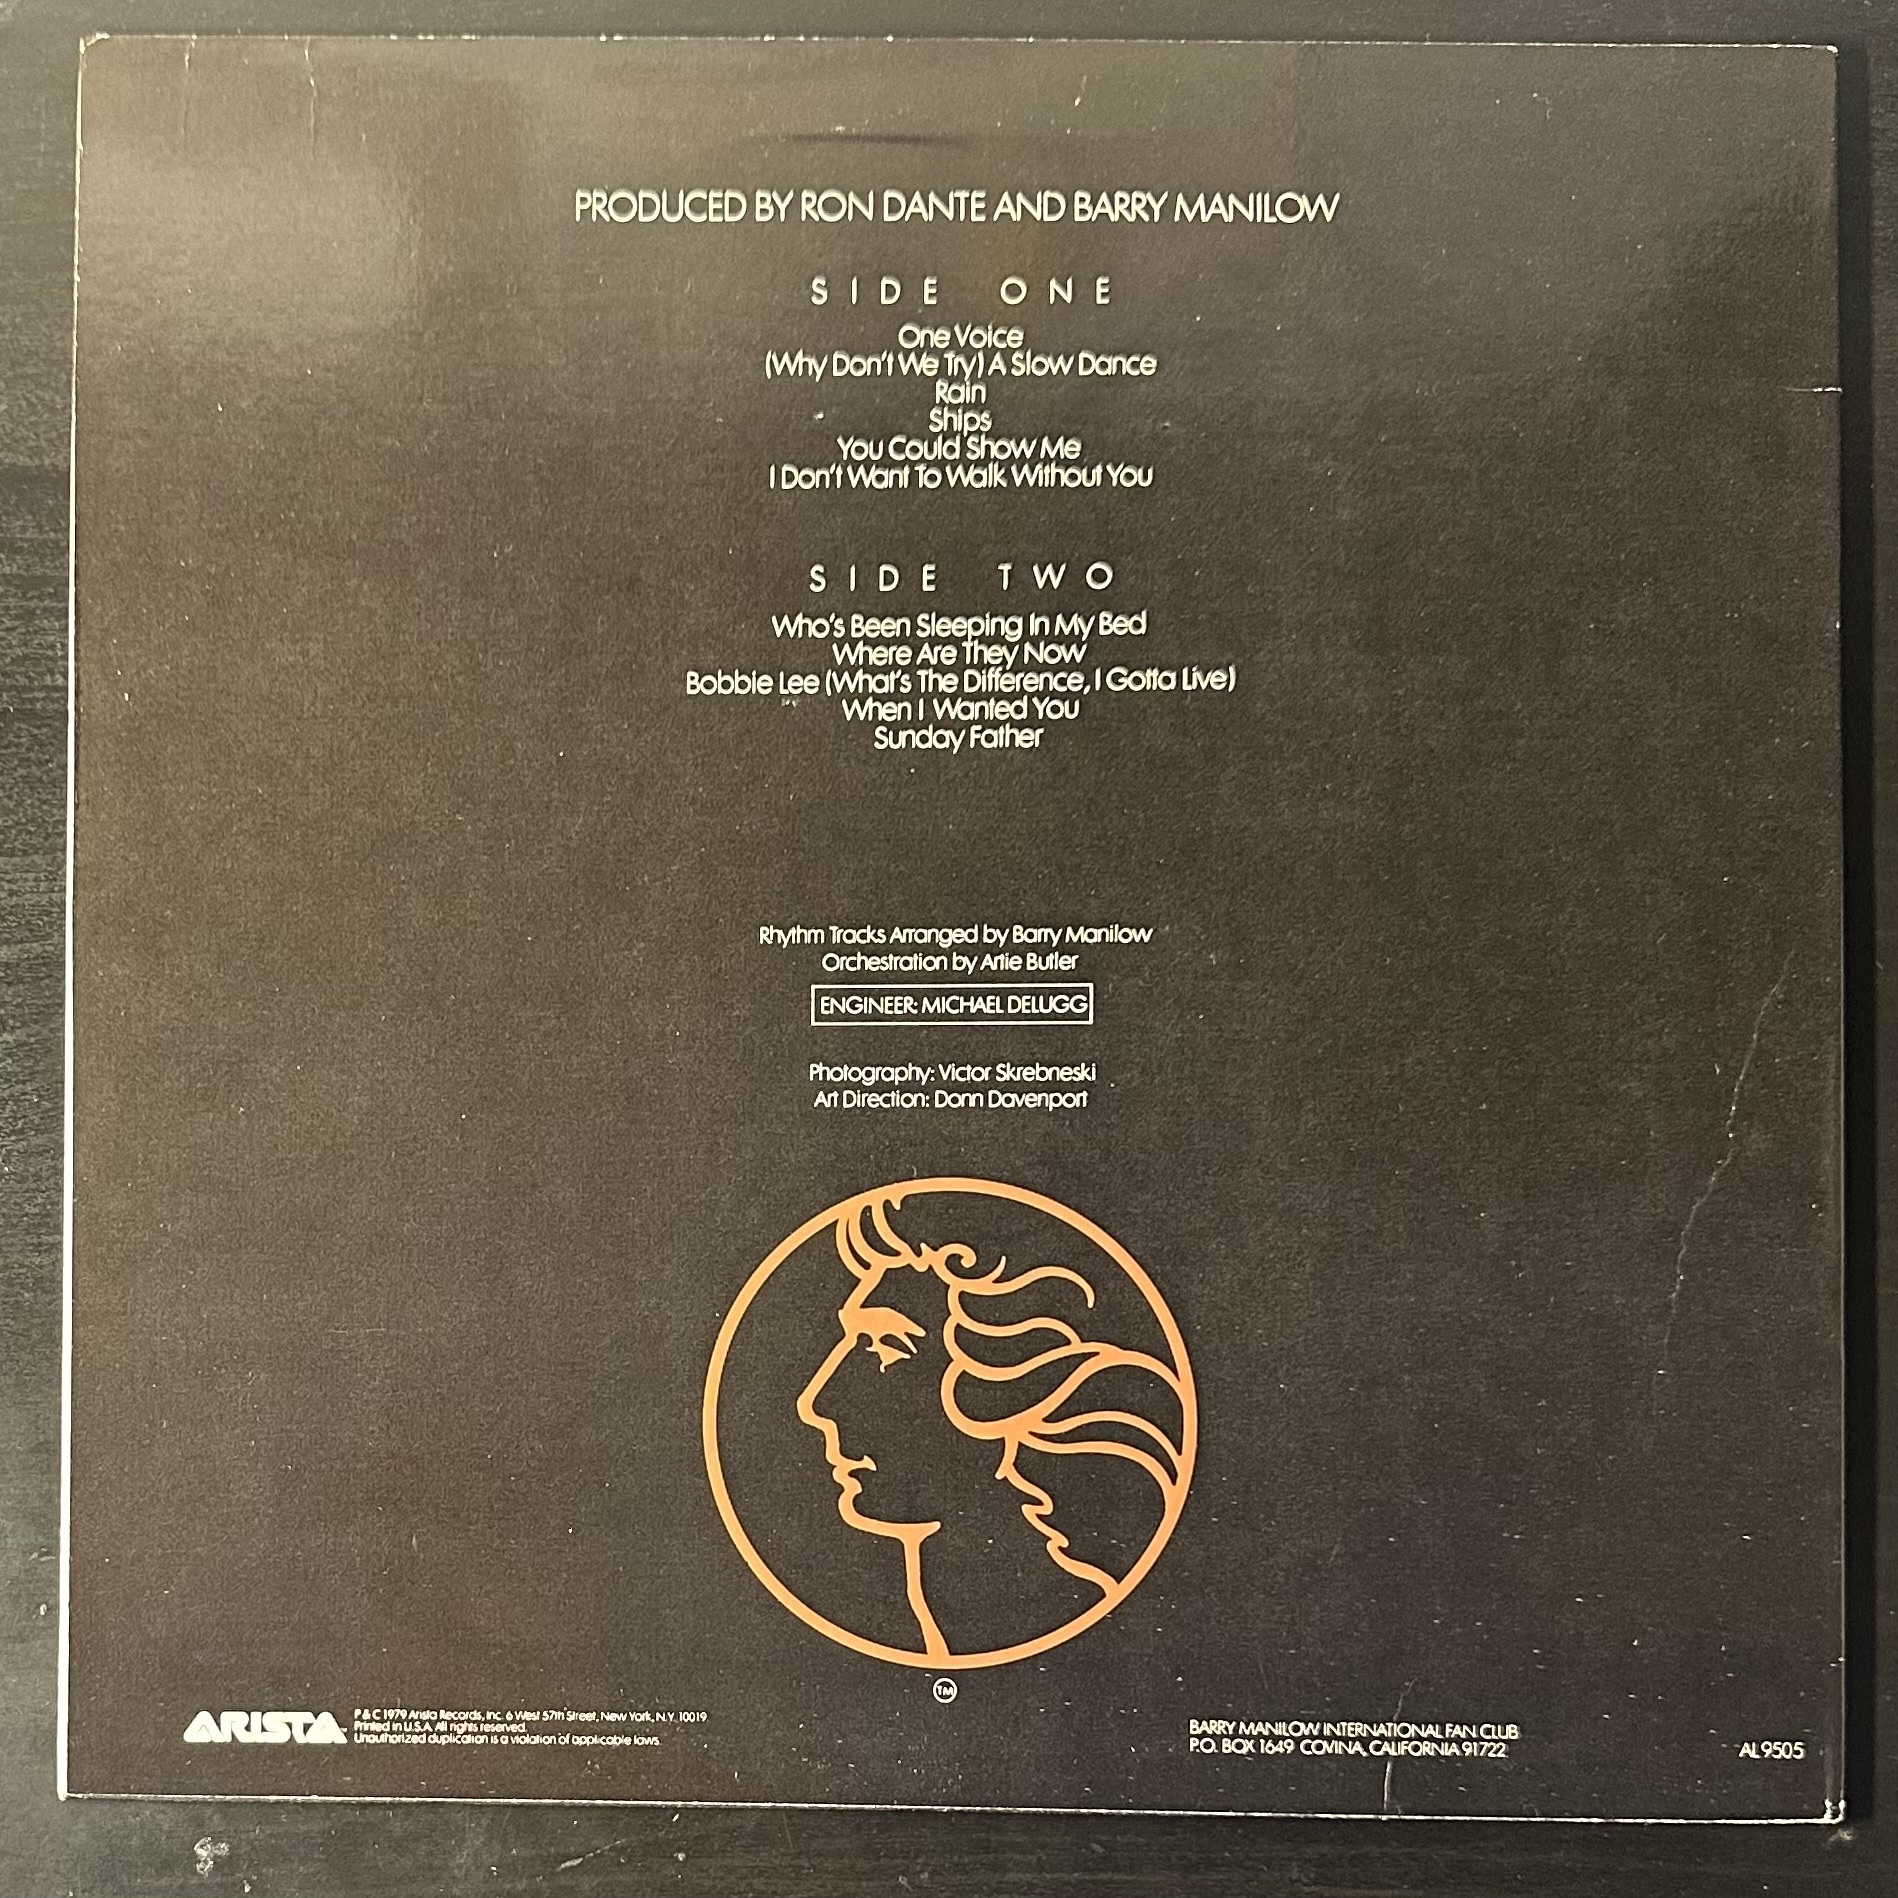 PRODUCED BY RON DANTE AND BARRY MANILOW
SIDE ONE
One Voice
(Why Don't We Try) A Slow Dance
Rain
Ships
You Could Show Me
I Don't Want To Walk Without You
SIDE TWO
Who's Been Sleeping In My Bed
Where Are They Now
Bobbie Lee (What's The Difference, I Gotta Live)
When I Wanted You
Sunday Father
Rhythm Tracks Arranged by Barry Manilow
Orchestration by Artie Butler
ENGINEER: MICHAEL DELUGG
Photography: Victor Skrebneski
Art Direction: Donn Davenport
TM
ARISTA
P & C 1979 Arista Records, Inc. 6 West 57th Street, New York, N.Y. 10019
Printed in U.S.A. All rights reserved.
Unauthorized duplication is a violation of applicable laws.
BARRY MANILOW INTERNATIONAL FAN CLUB
P.O. BOX 1649 COVINA, CALIFORNIA 91722
AL 9505